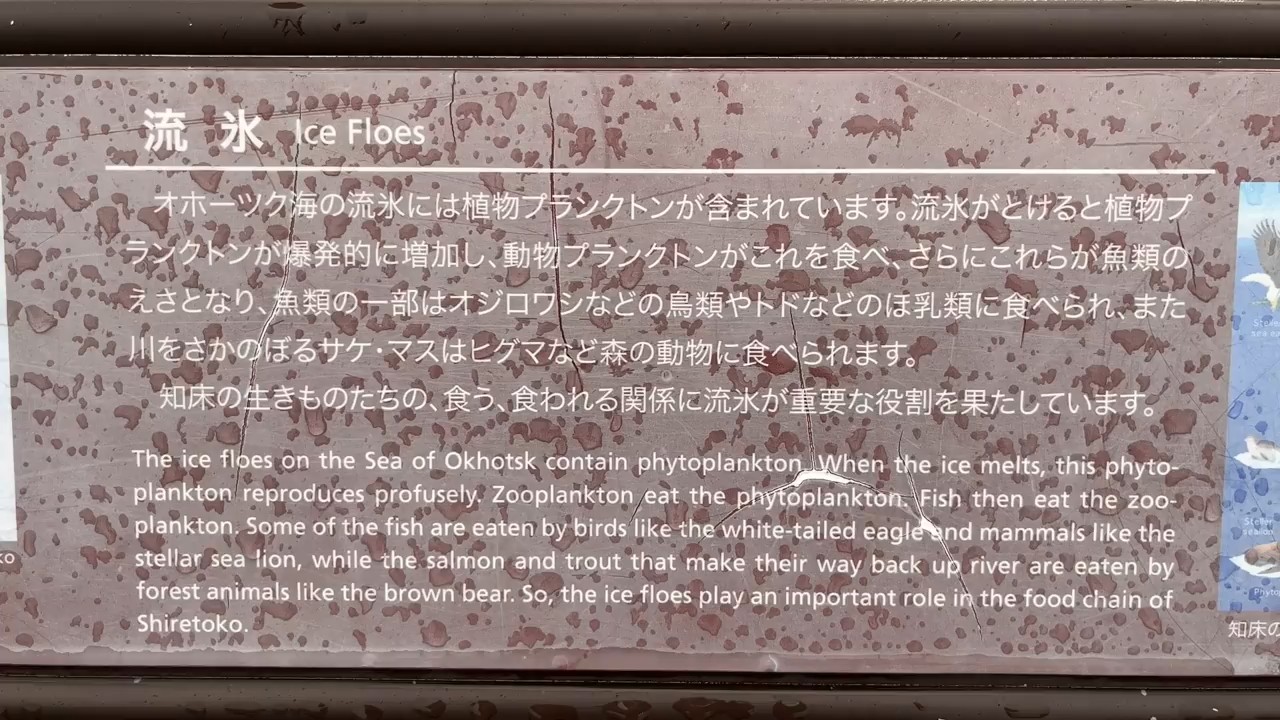 流 氷 Ice Floes
オホーツク海の流氷には植物プランクトンが含まれています。流氷がとけると植物プ
ランクトンが爆発的に増加し、動物プランクトンがこれを食べ、さらにこれらが魚類の
えさとなり、魚類の一部はオジロワシなどの鳥類やトドなどのほ乳類に食べられ、また
川をさかのぼるサケ・マスはヒグマなど森の動物に食べられます。
知床の生きものたちの、食う、食われる関係に流氷が重要な役割を果たしています。
The ice floes on the Sea of Okhotsk contain phytoplankton. When the ice melts, this phyto-
plankton reproduces profusely. Zooplankton eat the phytoplankton. Fish then eat the zoo-
plankton. Some of the fish are eaten by birds like the white-tailed eagle and mammals like the
stellar sea lion, while the salmon and trout that make their way back up river are eaten by
forest animals like the brown bear. So, the ice floes play an important role in the food chain of
Shiretoko.
ko
Steller
sea lion
知床の